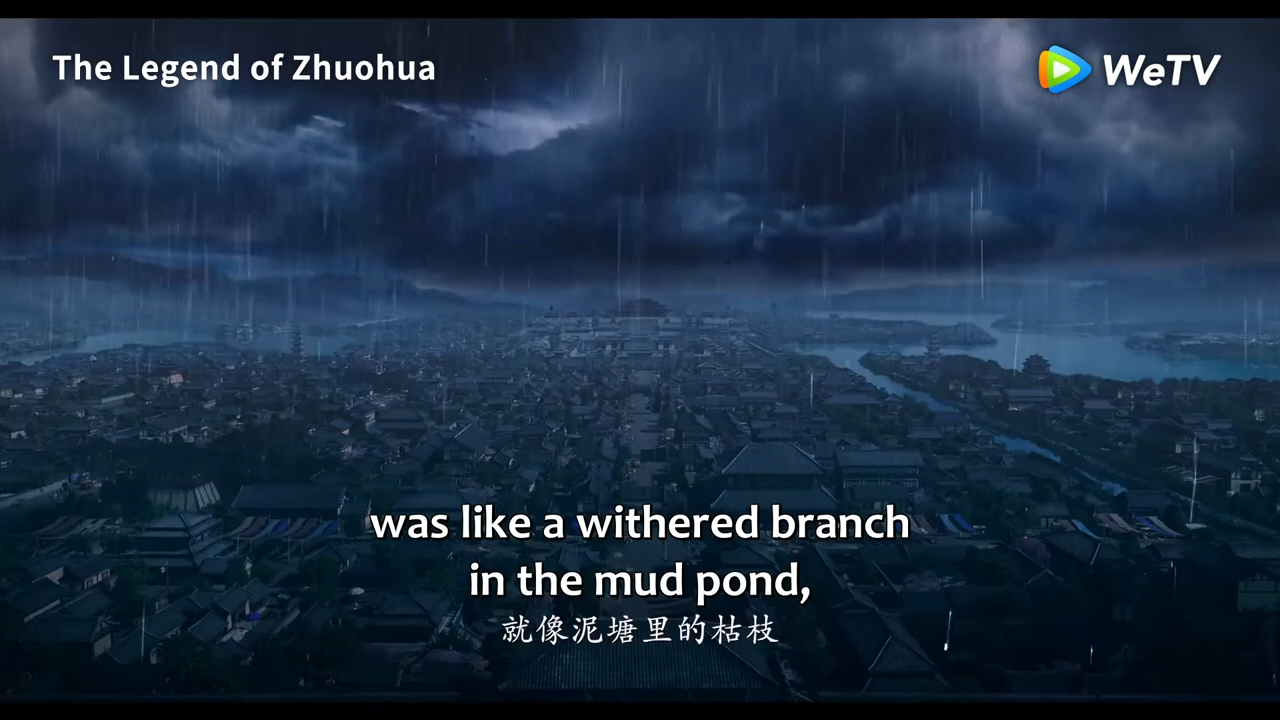 The Legend of Zhuohua
WeTV
was like a withered branch
in the mud pond,
就像泥塘里的枯枝